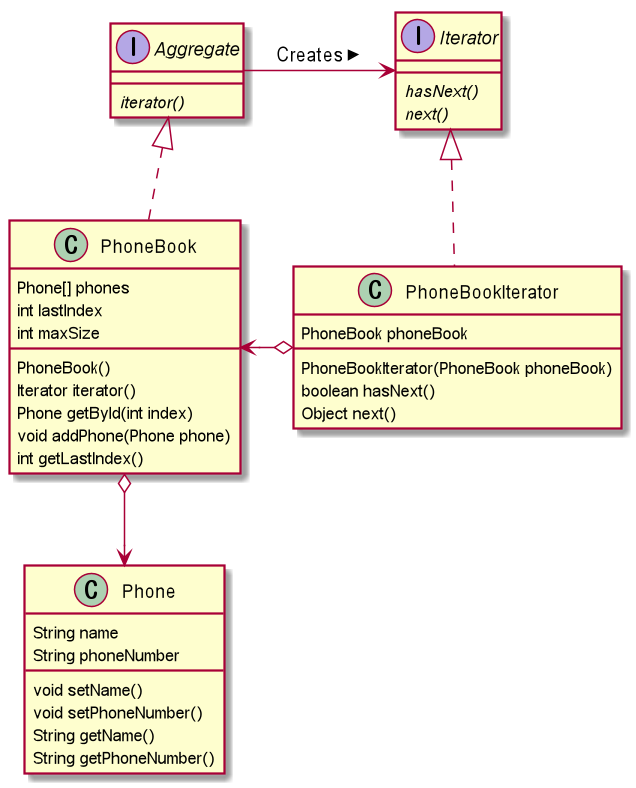 I Aggregate
iterator()
Creates ►
I Iterator
hasNext()
next()
C PhoneBook
Phone[] phones
int lastIndex
int maxSize
PhoneBook()
Iterator iterator()
Phone getById(int index)
void addPhone(Phone phone)
int getLastIndex()
C PhoneBookIterator
PhoneBook phoneBook
PhoneBookIterator(PhoneBook phoneBook)
boolean hasNext()
Object next()
C Phone
String name
String phoneNumber
void setName()
void setPhoneNumber()
String getName()
String getPhoneNumber()